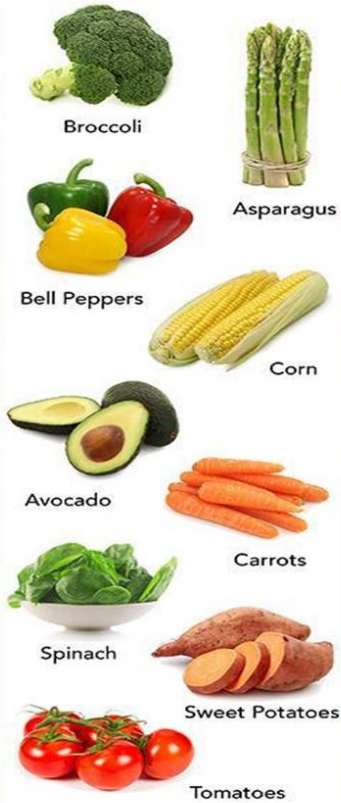 Broccoli
Asparagus
Bell Peppers
Corn
Avocado
Carrots
Spinach
Sweet Potatoes
Tomatoes